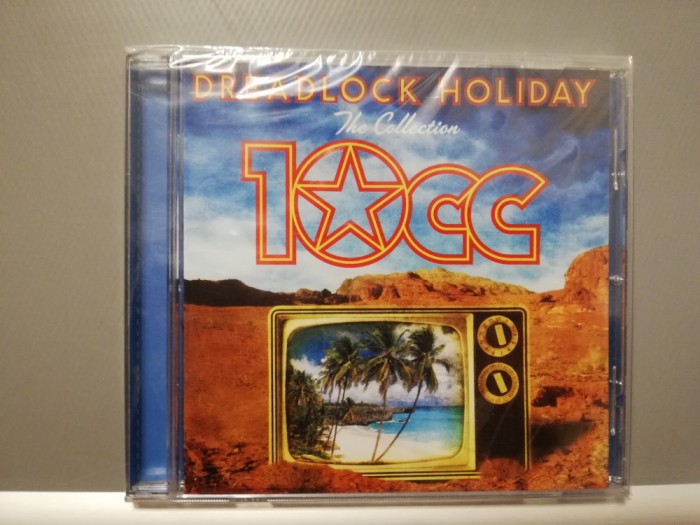 DREADLOCK HOLIDAY
The Collection
10cc